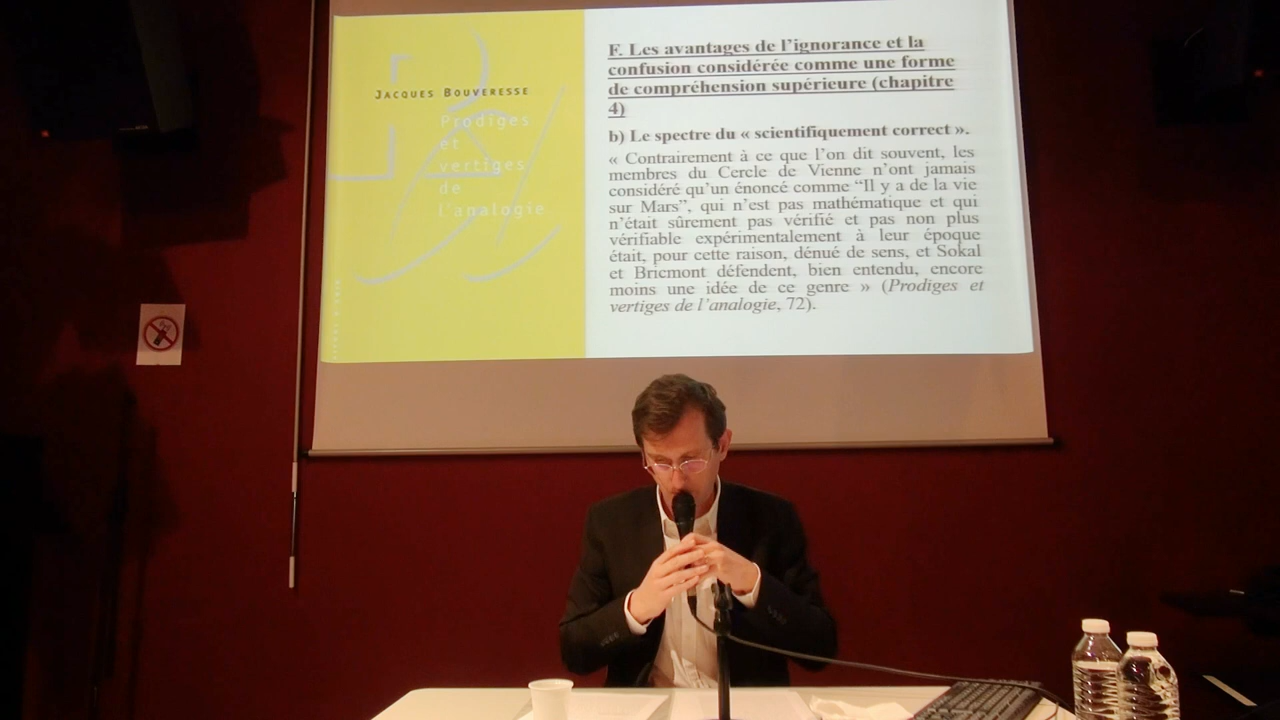 JACQUES BOUVERESSE
Prodiges
et
vertiges
de
l'analogie
F. Les avantages de l'ignorance et la
confusion considérée comme une forme
de compréhension supérieure (chapitre
4)
b) Le spectre du « scientifiquement correct ».
« Contrairement à ce que l'on dit souvent, les
membres du Cercle de Vienne n'ont jamais
considéré qu'un énoncé comme “Il y a de la vie
sur Mars”, qui n'est pas mathématique et qui
n'était sûrement pas vérifié et pas non plus
vérifiable expérimentalement à leur époque
était, pour cette raison, dénué de sens, et Sokal
et Bricmont défendent, bien entendu, encore
moins une idée de ce genre » (Prodiges et
vertiges de l'analogie, 72).